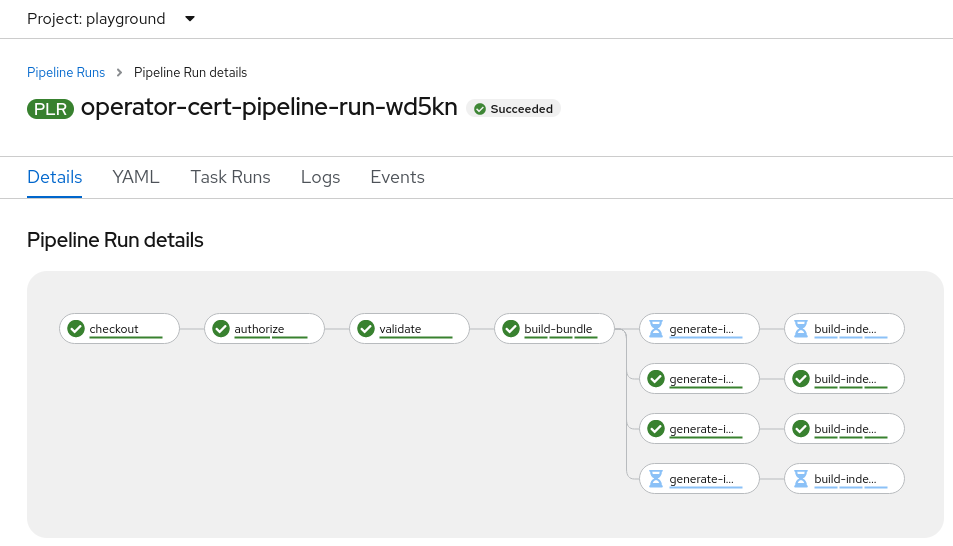 Project: playground
Pipeline Runs > Pipeline Run details
PLR operator-cert-pipeline-run-wd5kn Succeeded
Details YAML Task Runs Logs Events
Pipeline Run details
checkout authorize validate build-bundle generate-i... build-inde...
generate-i... build-inde...
generate-i... build-inde...
generate-i... build-inde...